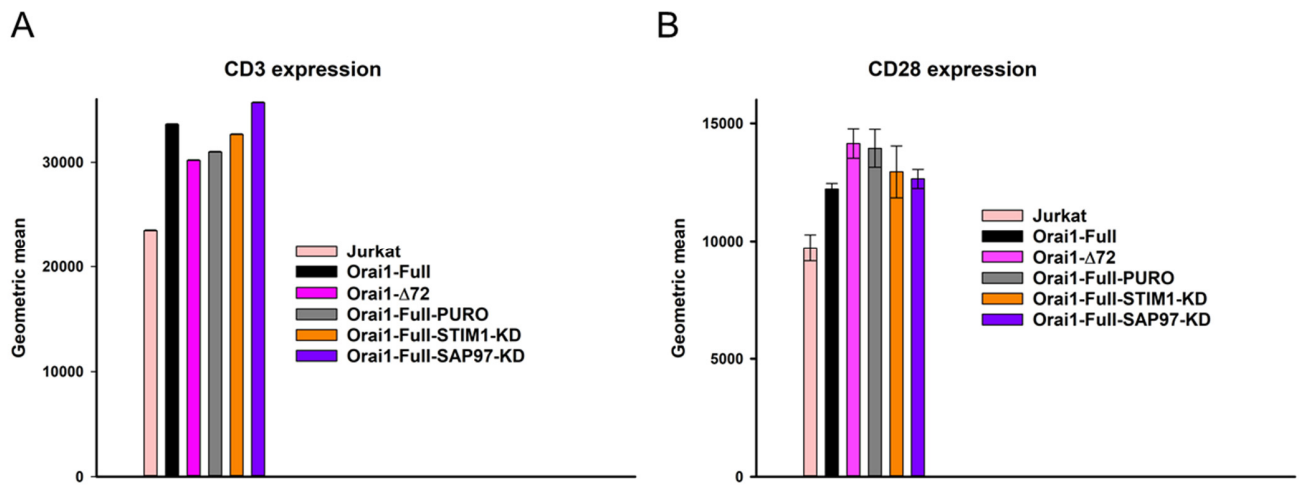 A
CD3 expression
Geometric mean
30000
20000
10000
0
Jurkat
Orai1-Full
Orai1-Δ72
Orai1-Full-PURO
Orai1-Full-STIM1-KD
Orai1-Full-SAP97-KD
B
CD28 expression
Geometric mean
15000
10000
5000
0
Jurkat
Orai1-Full
Orai1-Δ72
Orai1-Full-PURO
Orai1-Full-STIM1-KD
Orai1-Full-SAP97-KD